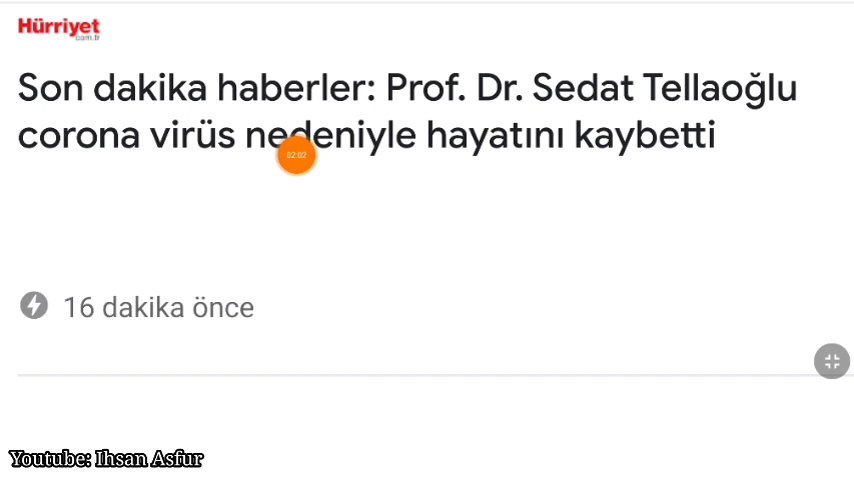 Hürriyet
com.tr
Son dakika haberler: Prof. Dr. Sedat Tellaoğlu
corona virüs nedeniyle hayatını kaybetti
02:02
16 dakika önce
Youtube: Ihsan Asfur